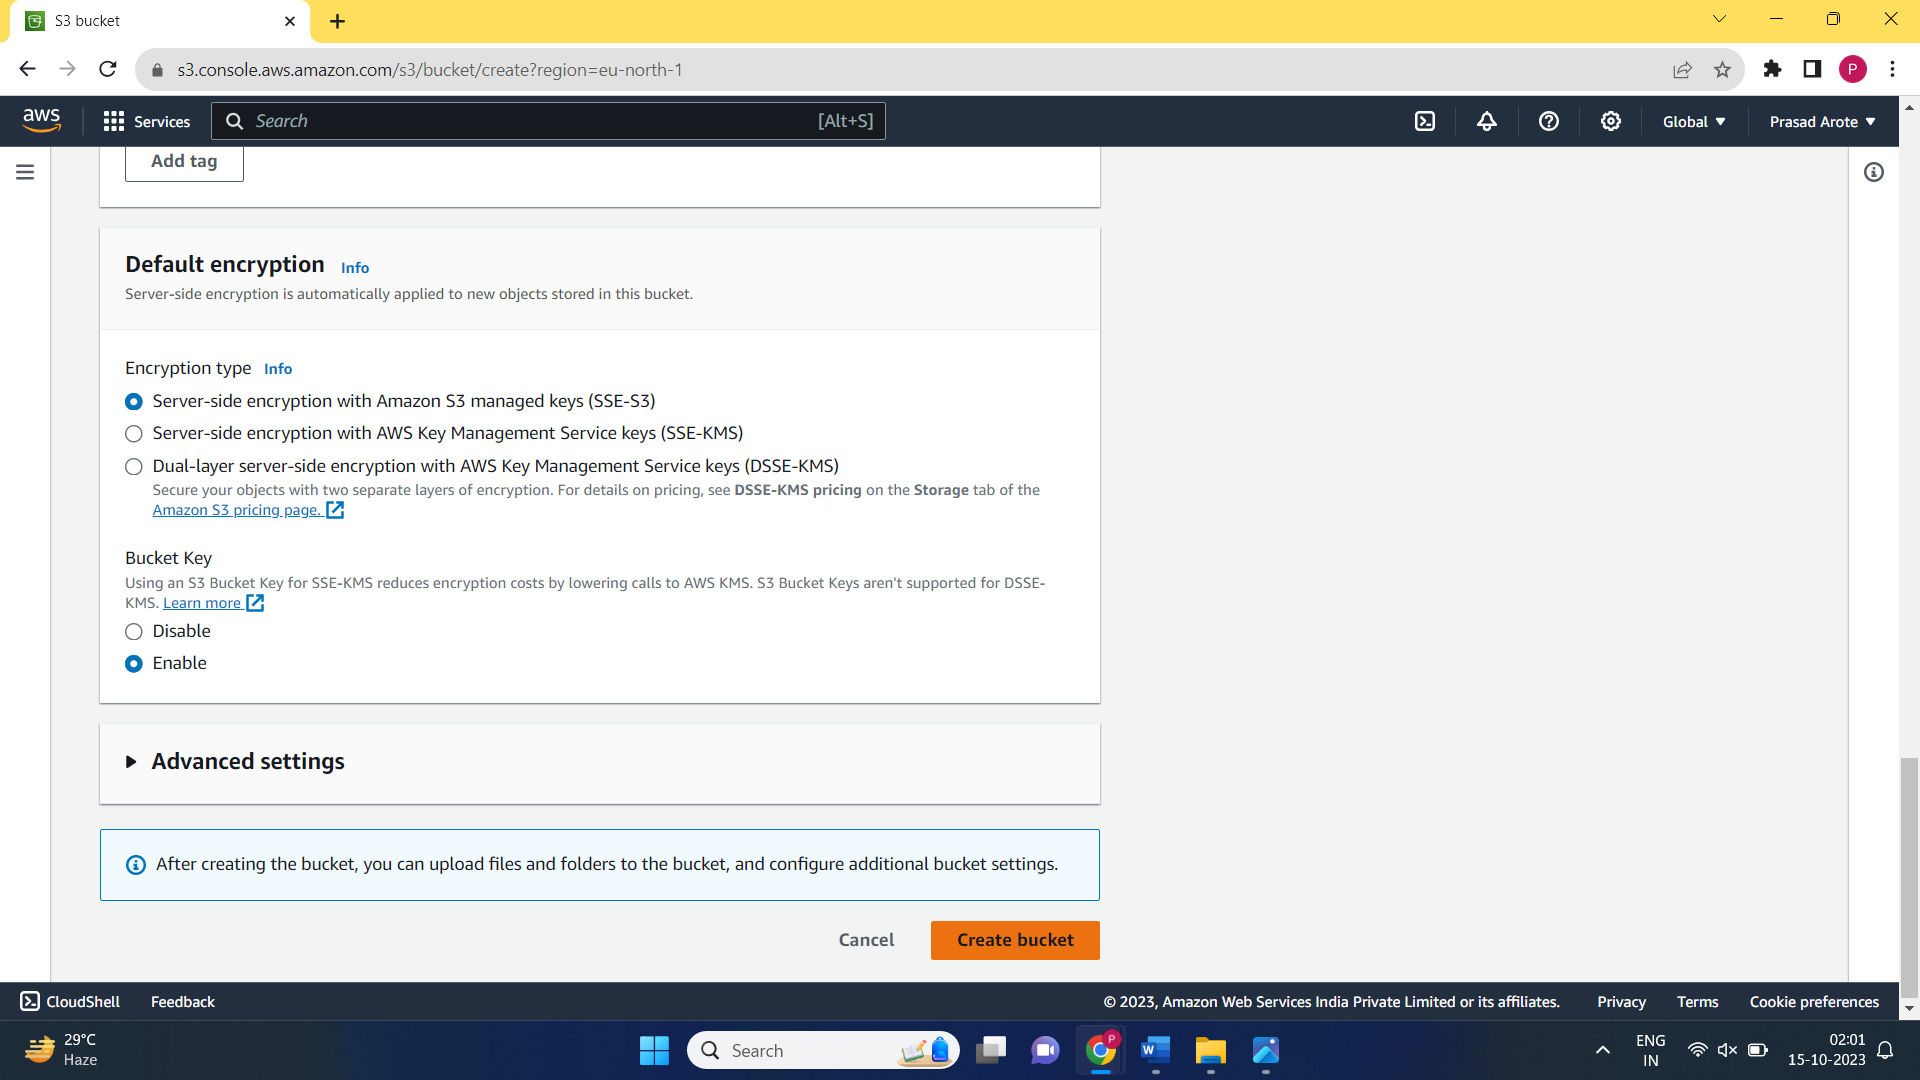 S3 bucket
s3.console.aws.amazon.com/s3/bucket/create?region=eu-north-1
P
aws
Services
Search
[Alt+S]
Global
Prasad Arote
Add tag
Default encryption Info
Server-side encryption is automatically applied to new objects stored in this bucket.
Encryption type Info
Server-side encryption with Amazon S3 managed keys (SSE-S3)
Server-side encryption with AWS Key Management Service keys (SSE-KMS)
Dual-layer server-side encryption with AWS Key Management Service keys (DSSE-KMS)
Secure your objects with two separate layers of encryption. For details on pricing, see DSSE-KMS pricing on the Storage tab of the
Amazon S3 pricing page.
Bucket Key
Using an S3 Bucket Key for SSE-KMS reduces encryption costs by lowering calls to AWS KMS. S3 Bucket Keys aren't supported for DSSE-
KMS. Learn more
Disable
Enable
Advanced settings
After creating the bucket, you can upload files and folders to the bucket, and configure additional bucket settings.
Cancel
Create bucket
CloudShell
Feedback
© 2023, Amazon Web Services India Private Limited or its affiliates.
Privacy
Terms
Cookie preferences
29°C
Haze
Search
P
W
ENG
IN
02:01
15-10-2023